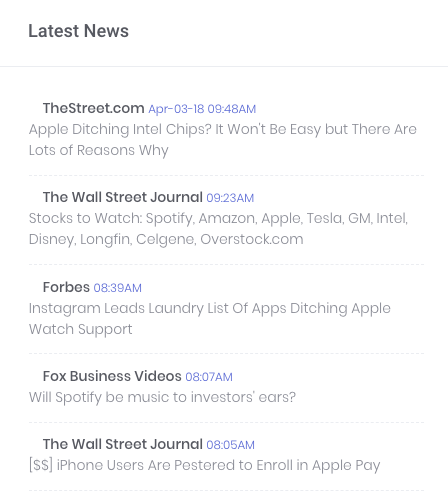 Latest News
TheStreet.com Apr-03-18 09:48AM
Apple Ditching Intel Chips? It Won't Be Easy but There Are
Lots of Reasons Why
The Wall Street Journal 09:23AM
Stocks to Watch: Spotify, Amazon, Apple, Tesla, GM, Intel,
Disney, Longfin, Celgene, Overstock.com
Forbes 08:39AM
Instagram Leads Laundry List Of Apps Ditching Apple
Watch Support
Fox Business Videos 08:07AM
Will Spotify be music to investors' ears?
The Wall Street Journal 08:05AM
[$$] iPhone Users Are Pestered to Enroll in Apple Pay